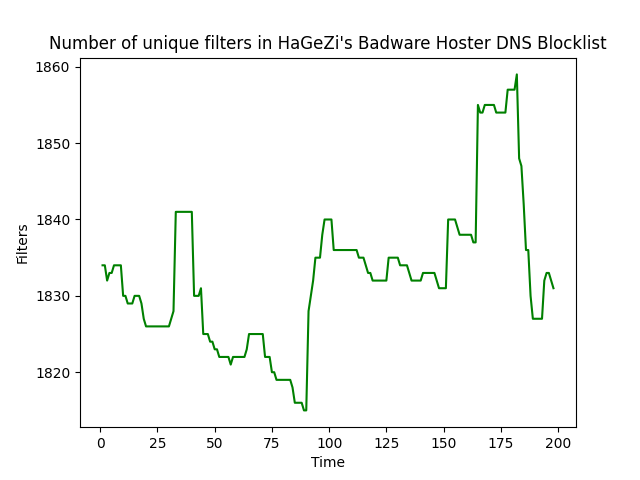 Number of unique filters in HaGeZi's Badware Hoster DNS Blocklist
1860
1850
1840
1830
1820
Filters
0 25 50 75 100 125 150 175 200
Time